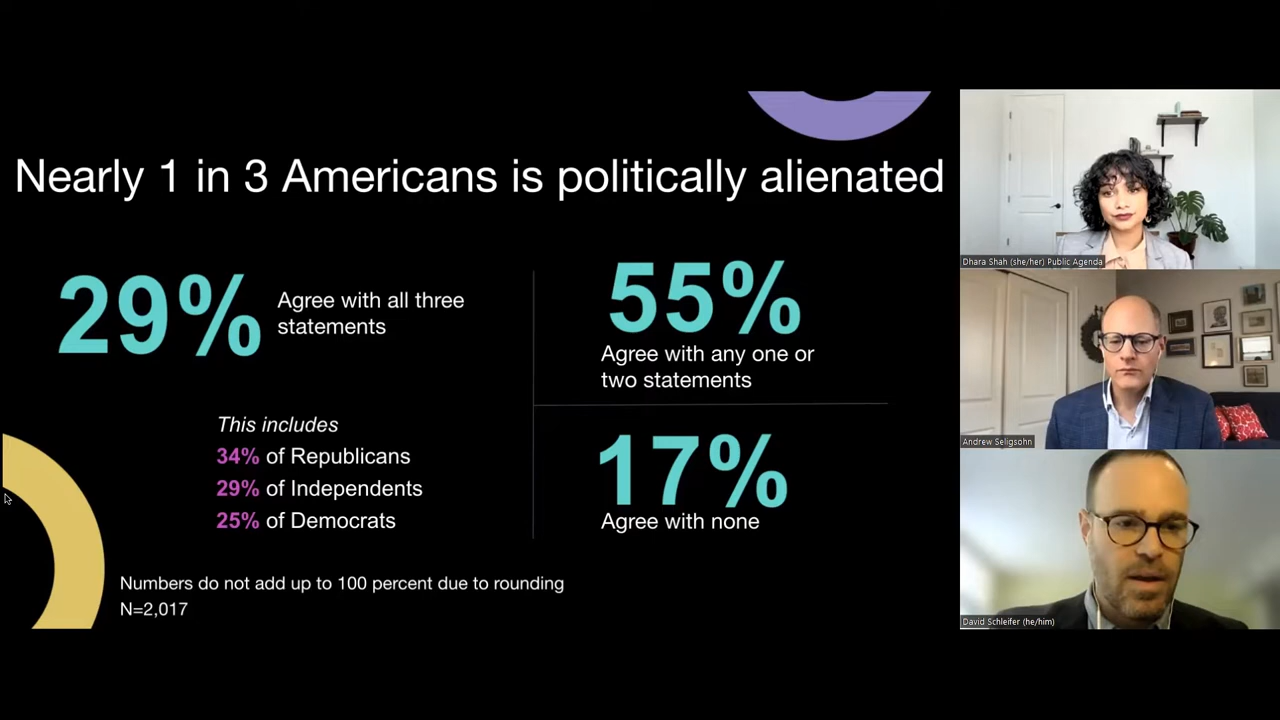 Nearly 1 in 3 Americans is politically alienated
29%
Agree with all three
statements
This includes
34% of Republicans
29% of Independents
25% of Democrats
55%
Agree with any one or
two statements
17%
Agree with none
Numbers do not add up to 100 percent due to rounding
N=2,017
Dhara Shah (she/her) Public Agenda
Andrew Seligsohn
David Schleifer (he/him)